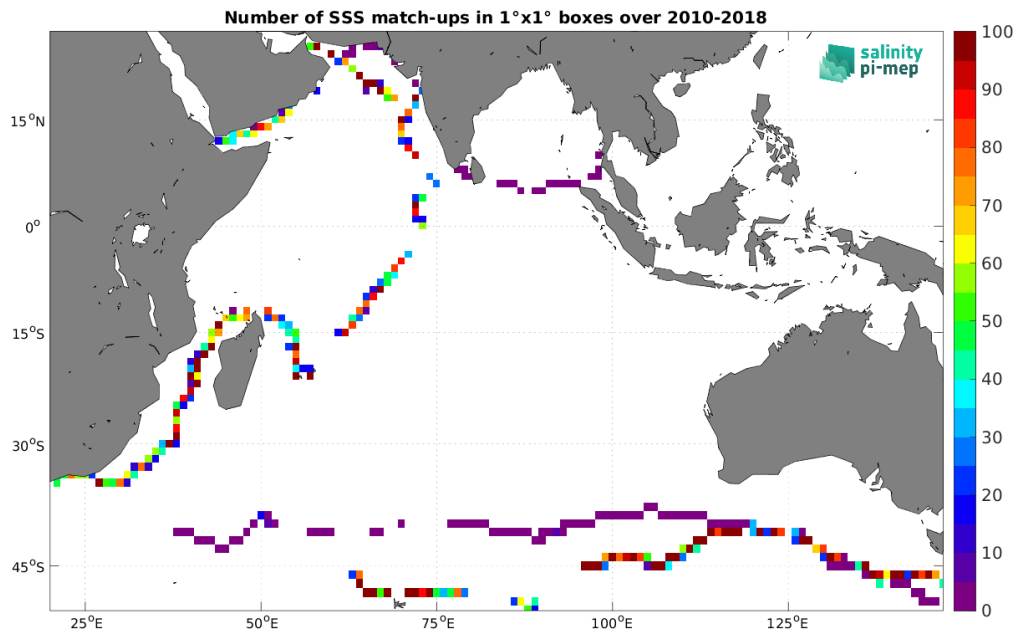 Number of SSS match-ups in 1°x1° boxes over 2010-2018
salinity
pi-mep
15°N
0°
15°S
30°S
45°S
25°E
50°E
75°E
100°E
125°E
100
90
80
70
60
50
40
30
20
10
0